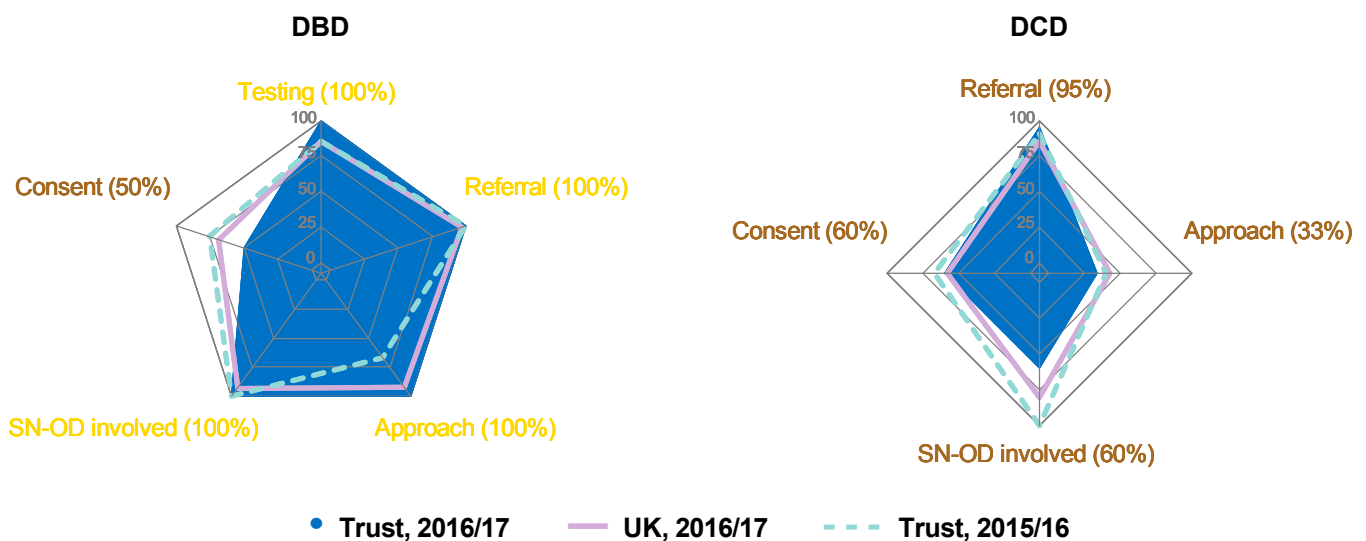 DBD
Testing (100%)
100
75
50
25
0
Consent (50%)
Referral (100%)
SN-OD involved (100%)
Approach (100%)
DCD
Referral (95%)
100
75
50
25
0
Consent (60%)
Approach (33%)
SN-OD involved (60%)
Trust, 2016/17
UK, 2016/17
Trust, 2015/16